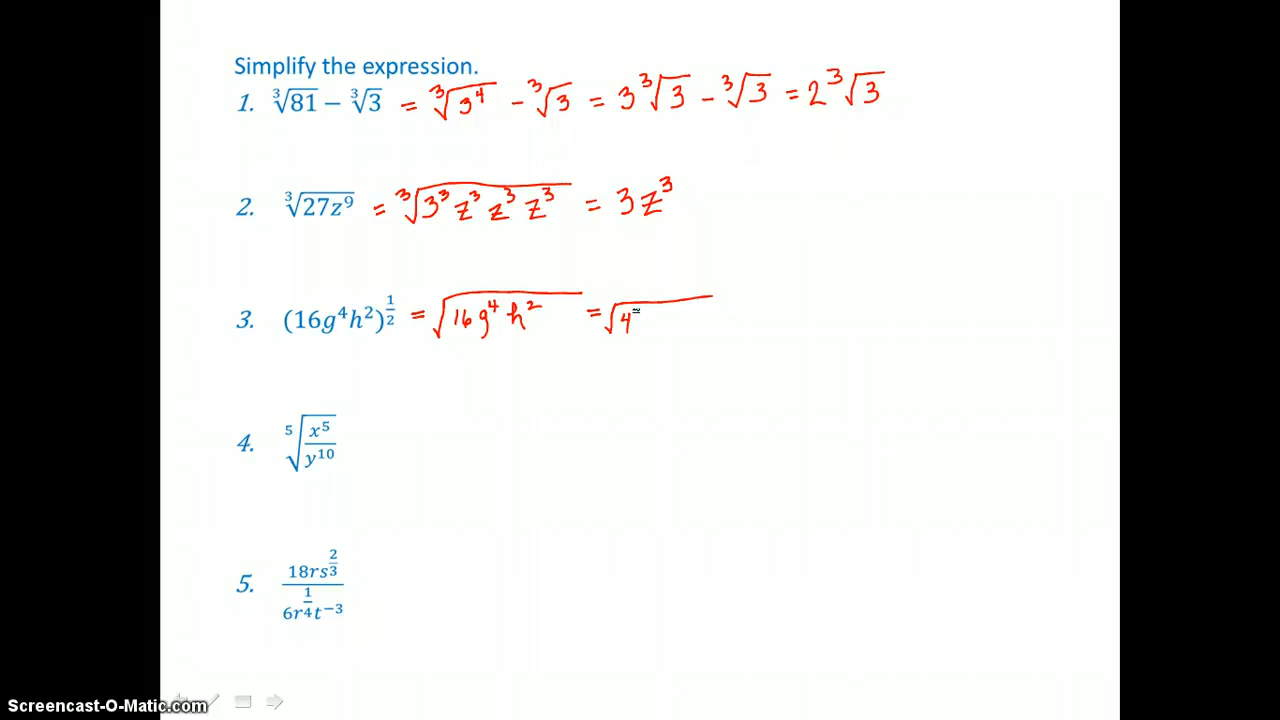 Simplify the expression.
1. ∛81 − ∛3 = ∛3⁴ − ∛3 = 3∛3 − ∛3 = 2∛3
2. ∛27z⁹ = ∛3³z³z³z³ = 3z³
3. (16g⁴h²)^(1/2) = √16g⁴h² = √4
4. ⁵√(x⁵/y¹⁰)
5. 18rs^(2/3) / 6r^(1/4)t⁻³
Screencast-O-Matic.com